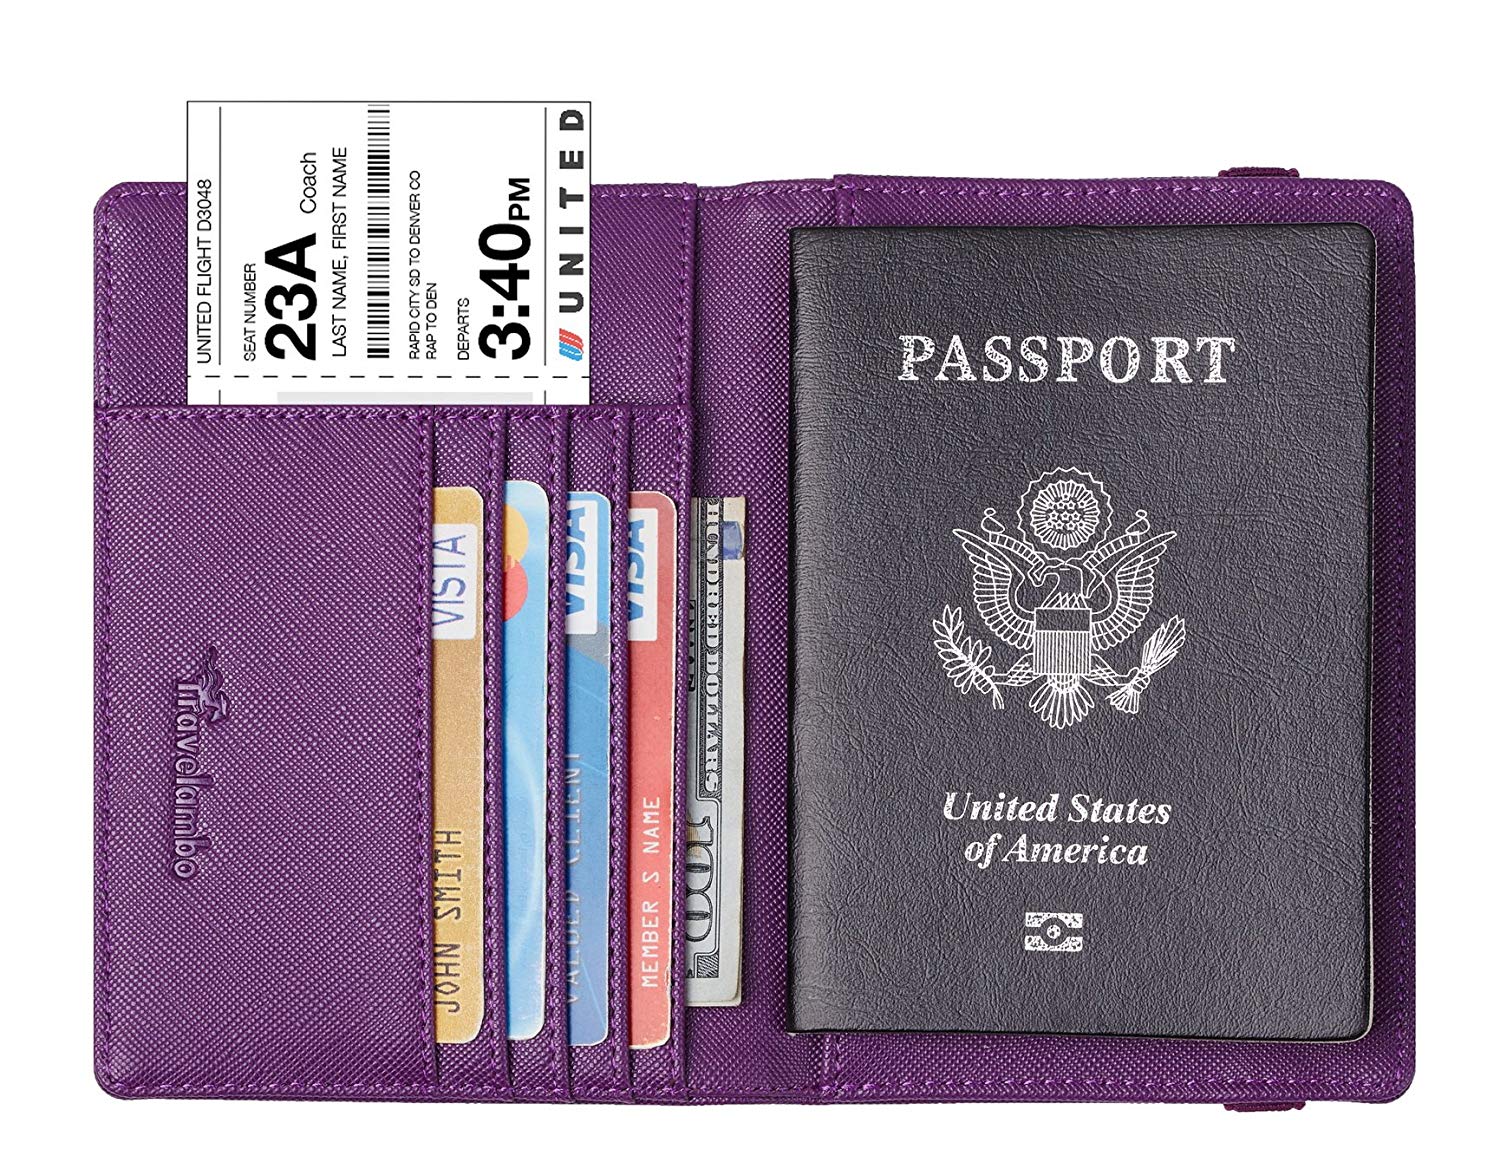 UNITED FLIGHT D3048
SEAT NUMBER
23A Coach
LAST NAME, FIRST NAME
RAPID CITY SD TO DENVER CO
RAP TO DEN
DEPARTS
3:40PM
UNITED
Travellambo
VISTA
JOHN SMITH
VISA
VALUED CLIENT
VISA
MEMBER S NAME
100
PASSPORT
United States
of America